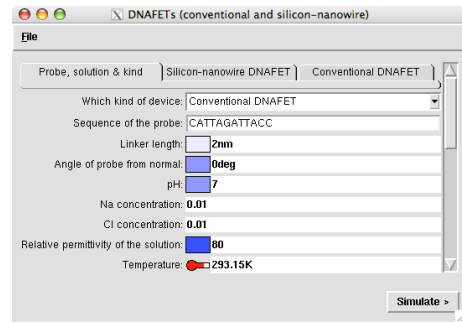 DNAFETs (conventional and silicon-nanowire)
File
Probe, solution & kind Silicon-nanowire DNAFET Conventional DNAFET
Which kind of device: Conventional DNAFET
Sequence of the probe: CATTAGATTACC
Linker length: 2nm
Angle of probe from normal: 0deg
pH: 7
Na concentration: 0.01
Cl concentration: 0.01
Relative permittivity of the solution: 80
Temperature: 293.15K
Simulate >